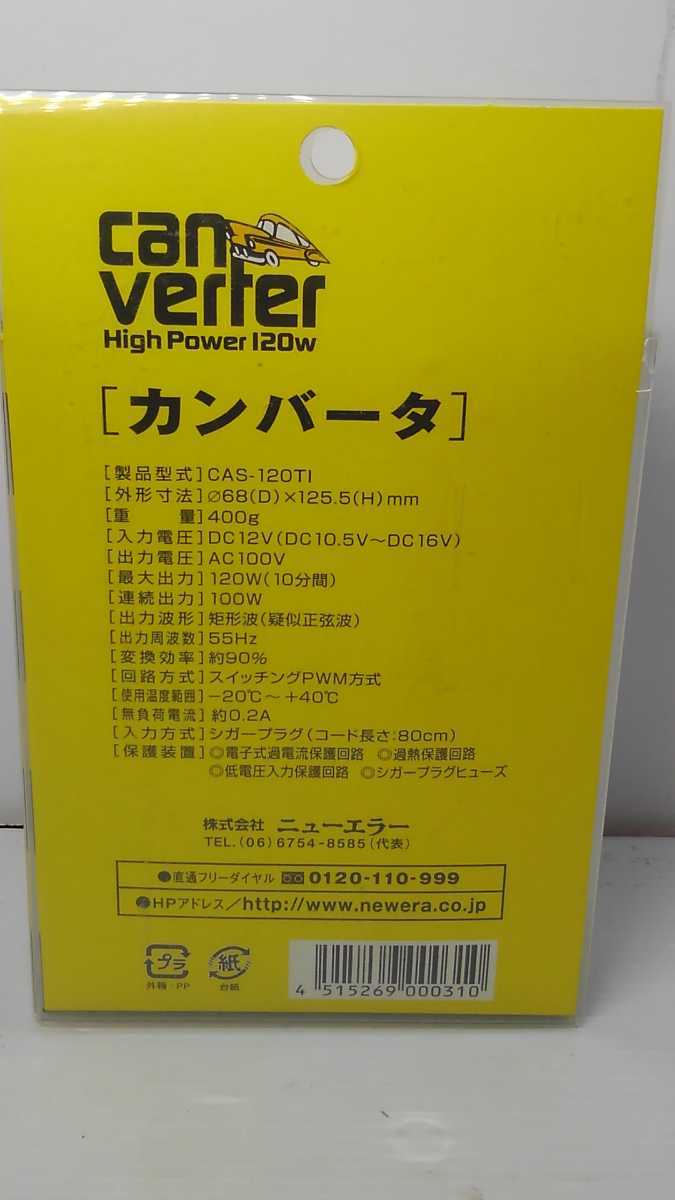 can
verter
High Power 120w
[カンバータ]
[製品型式]CAS-120TI
[外形寸法]Ø68(D)×125.5(H)mm
[重 量]400g
[入力電圧]DC12V(DC10.5V〜DC16V)
[出力電圧]AC100V
[最大出力]120W(10分間)
[連続出力]100W
[出力波形]矩形波(疑似正弦波)
[出力周波数]55Hz
[変換効率]約90%
[回路方式]スイッチングPWM方式
[使用温度範囲]−20℃〜+40℃
[無負荷電流]約0.2A
[入力方式]シガープラグ(コード長さ:80cm)
[保護装置]◎電子式過電流保護回路 ◎過熱保護回路
◎低電圧入力保護回路 ◎シガープラグヒューズ
株式会社 ニューエラー
TEL.(06)6754-8585(代表)
●直通フリーダイヤル 0120-110-999
●HPアドレス/http://www.newera.co.jp
プラ 紙
外箱:PP 台紙
4 515269 000310